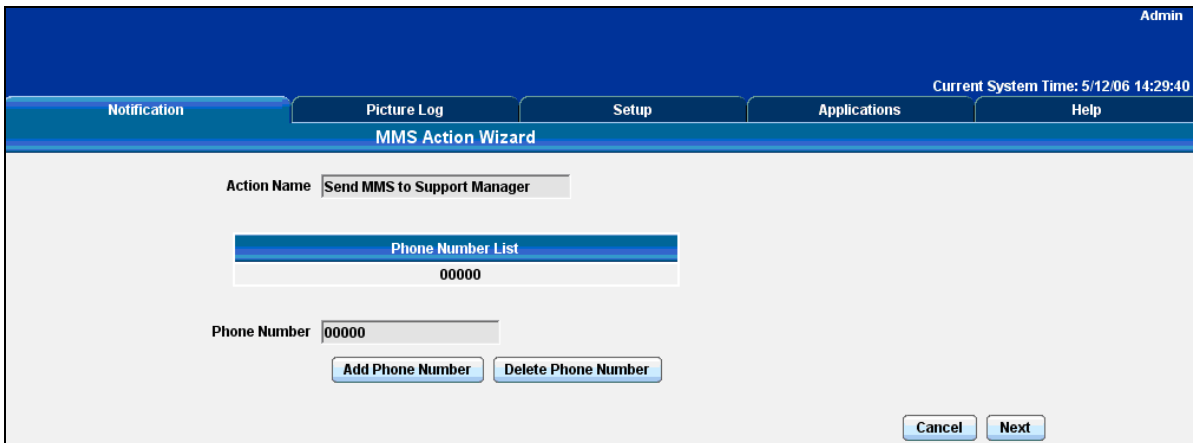 Admin
Current System Time: 5/12/06 14:29:40
Notification Picture Log Setup Applications Help
MMS Action Wizard
Action Name Send MMS to Support Manager
Phone Number List
00000
Phone Number 00000
Add Phone Number Delete Phone Number
Cancel Next